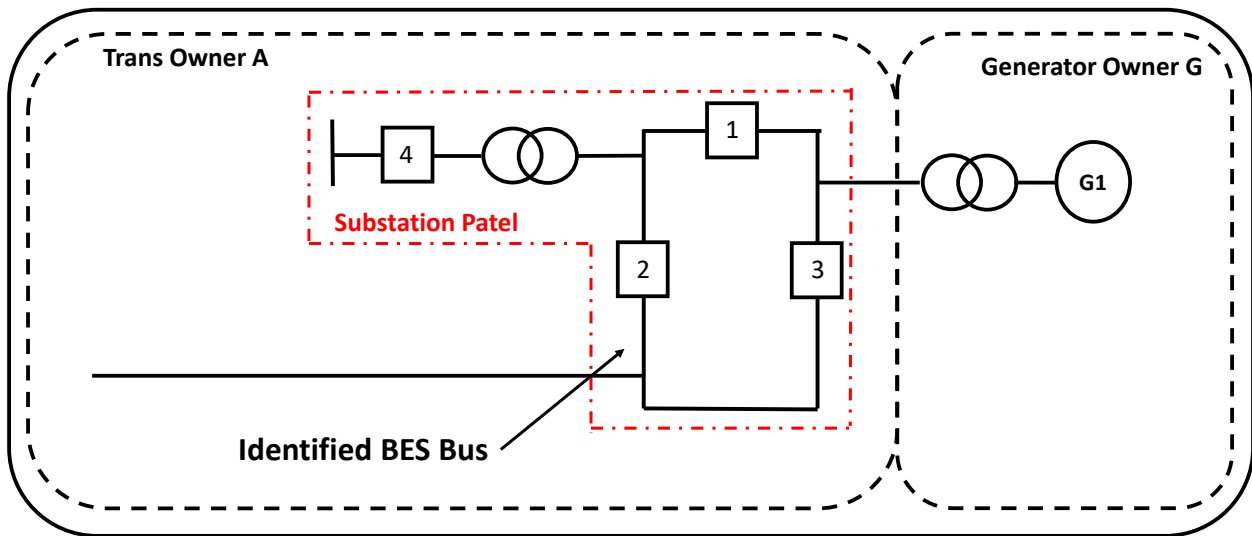 Trans Owner A
Generator Owner G
1
4
G1
Substation Patel
2
3
Identified BES Bus